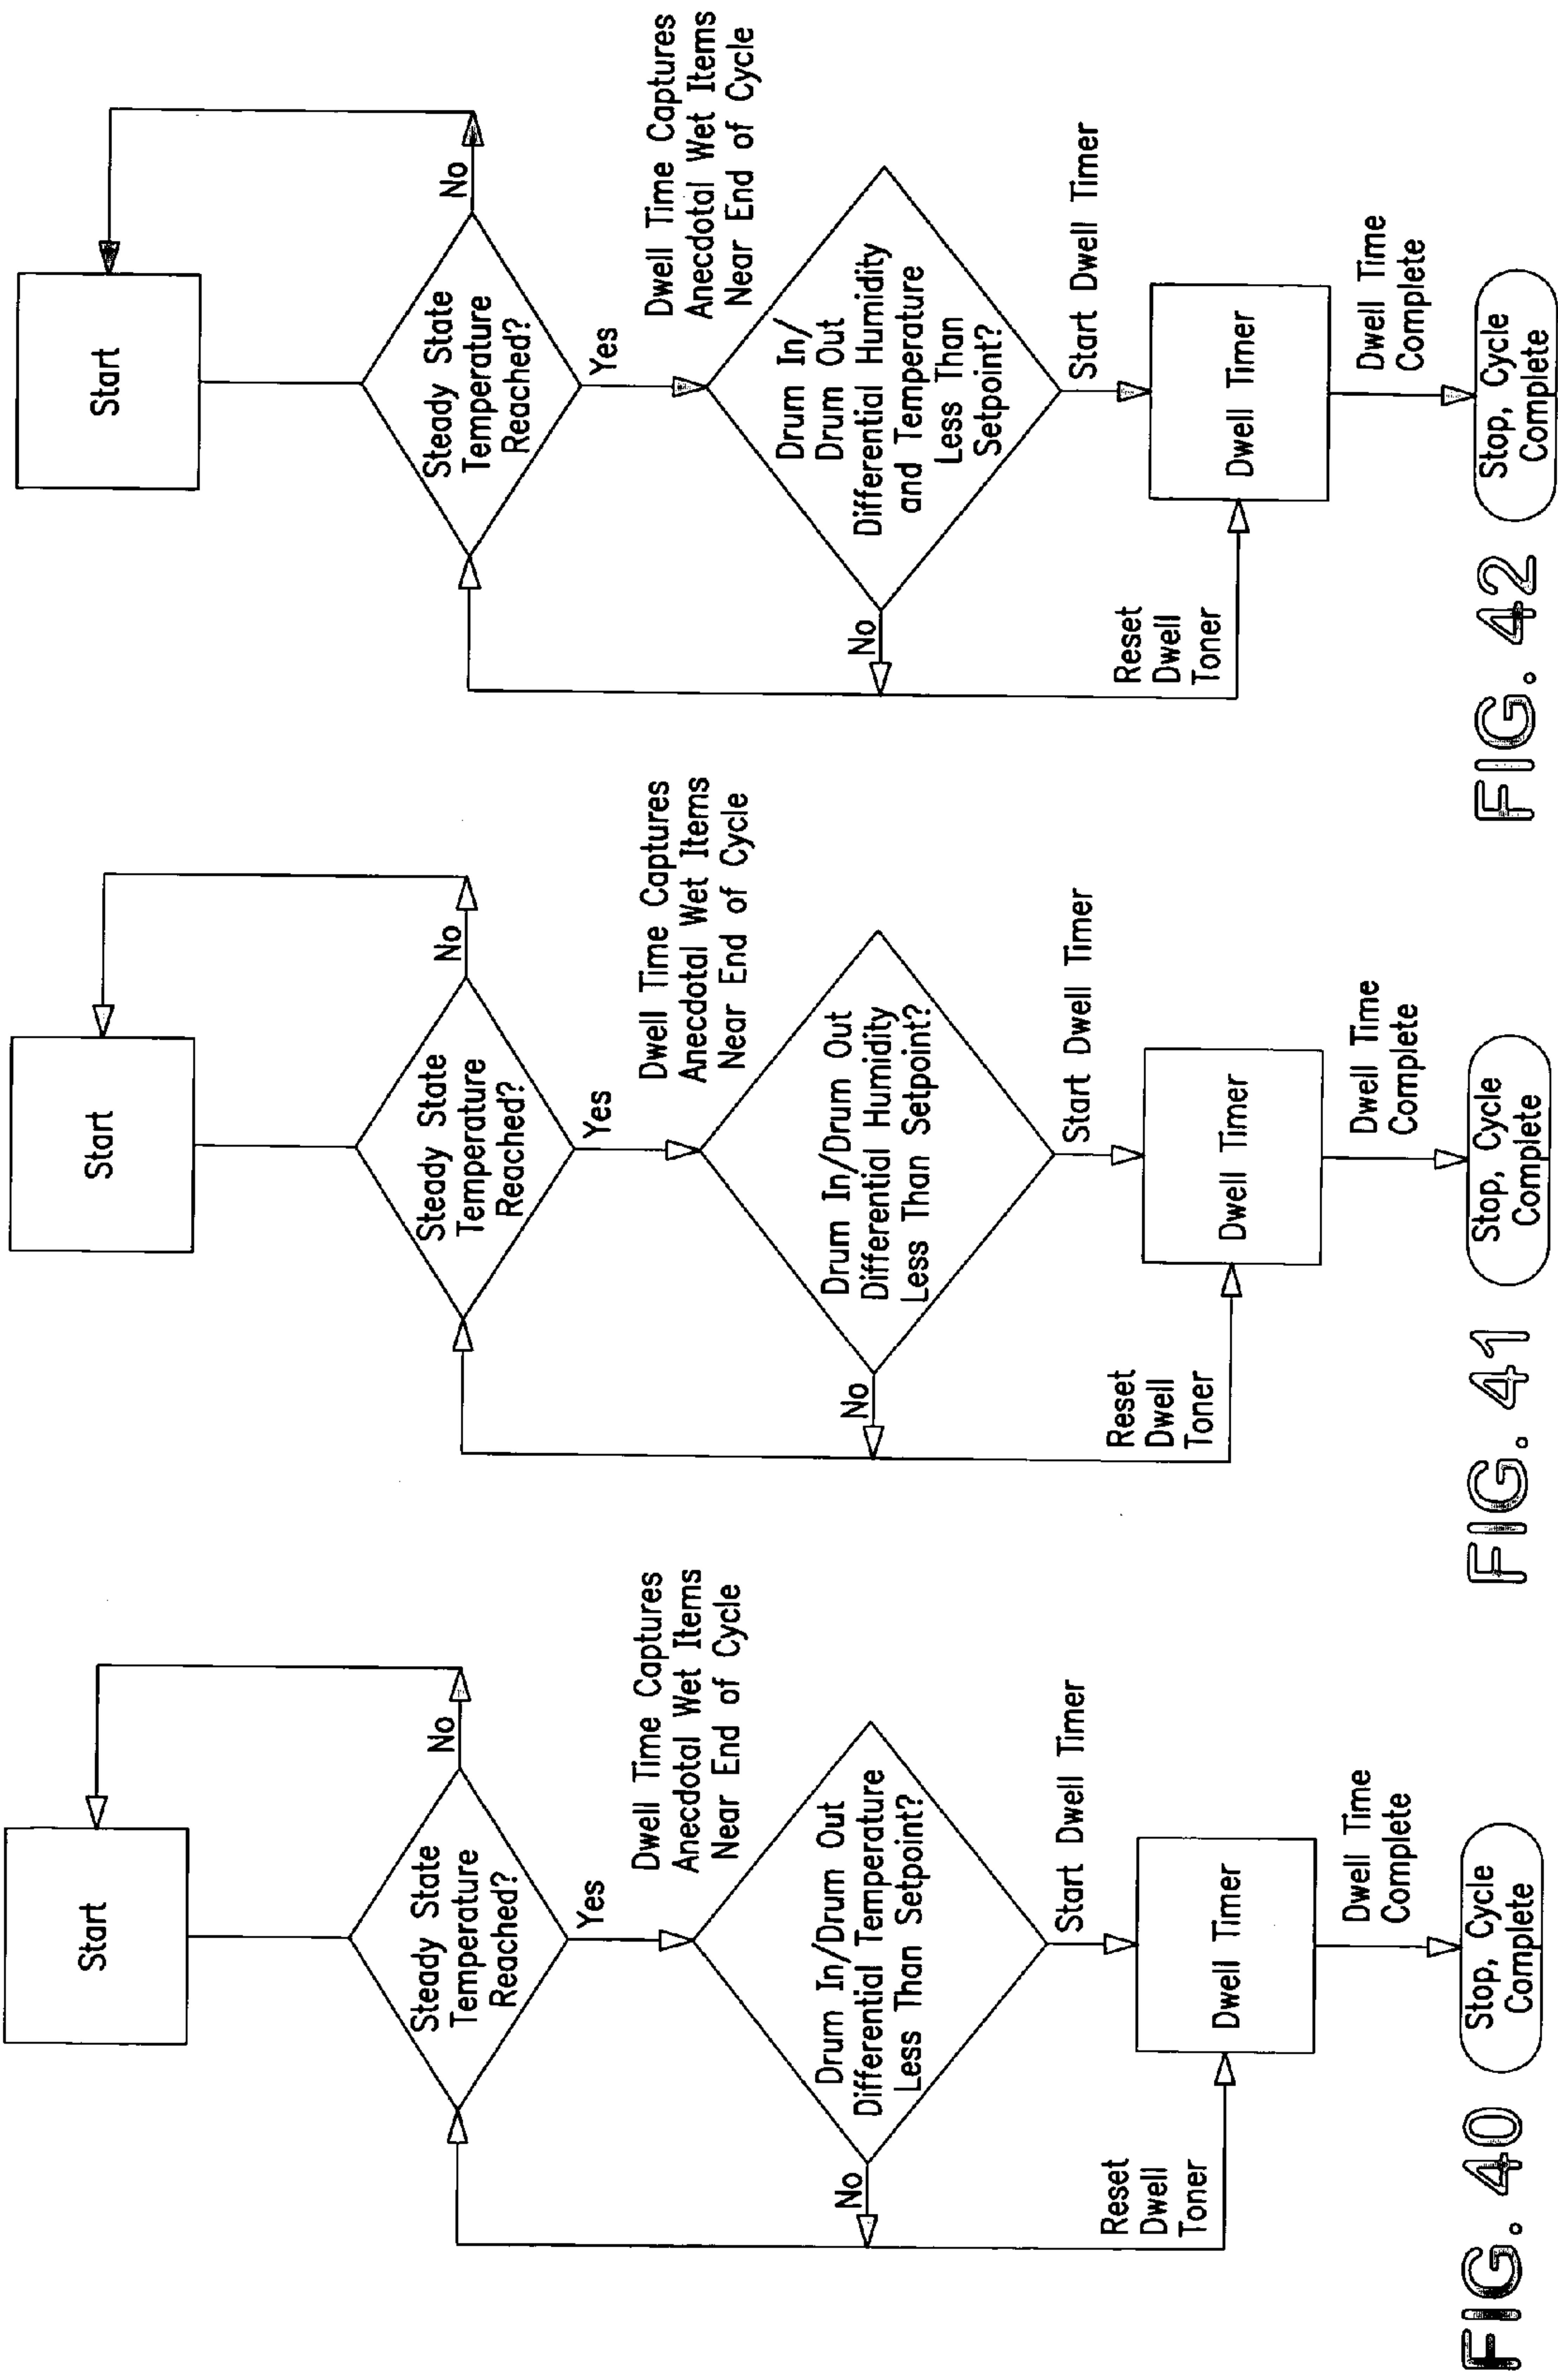 Start
Steady State
Temperature
Reached?
No
Yes
Dwell Time Captures
Anecdotal Wet Items
Near End of Cycle
Drum In/Drum Out
Differential Temperature
Less Than Setpoint?
No
Start Dwell Timer
Reset
Dwell
Toner
Dwell Timer
Dwell Time
Complete
Stop, Cycle
Complete
FIG. 40
Start
Steady State
Temperature
Reached?
No
Yes
Dwell Time Captures
Anecdotal Wet Items
Near End of Cycle
Drum In/Drum Out
Differential Humidity
Less Than Setpoint?
No
Start Dwell Timer
Reset
Dwell
Toner
Dwell Timer
Dwell Time
Complete
Stop, Cycle
Complete
FIG. 41
Start
Steady State
Temperature
Reached?
No
Yes
Dwell Time Captures
Anecdotal Wet Items
Near End of Cycle
Drum In/
Drum Out
Differential Humidity
and Temperature
Less Than
Setpoint?
No
Start Dwell Timer
Reset
Dwell
Toner
Dwell Timer
Dwell Time
Complete
Stop, Cycle
Complete
FIG. 42